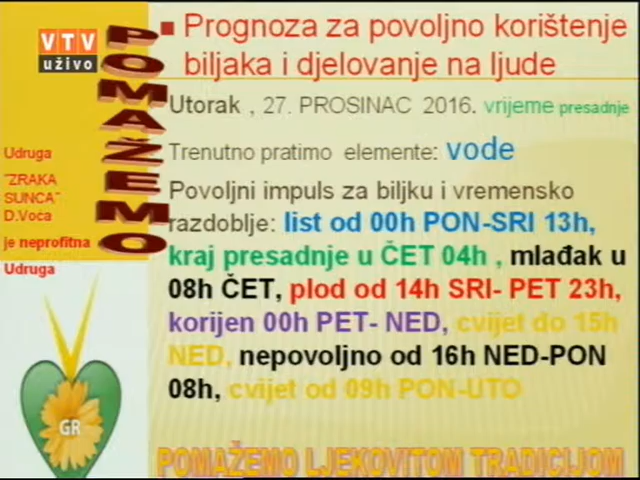 VTV
uživo
POMAŽEMO
Prognoza za povoljno korištenje
biljaka i djelovanje na ljude
Utorak , 27. PROSINAC 2016. vrijeme presadnje
Trenutno pratimo elemente: vode
Povoljni impuls za biljku i vremensko
razdoblje: list od 00h PON-SRI 13h,
kraj presadnje u ČET 04h , mlađak u
08h ČET, plod od 14h SRI- PET 23h,
korijen 00h PET- NED, cvijet do 15h
NED, nepovoljno od 16h NED-PON
08h, cvijet od 09h PON-UTO
Udruga
"ZRAKA
SUNCA"
D.Voća
je neprofitna
Udruga
GR
POMAŽEMO LJEKOVITOM TRADICIJOM